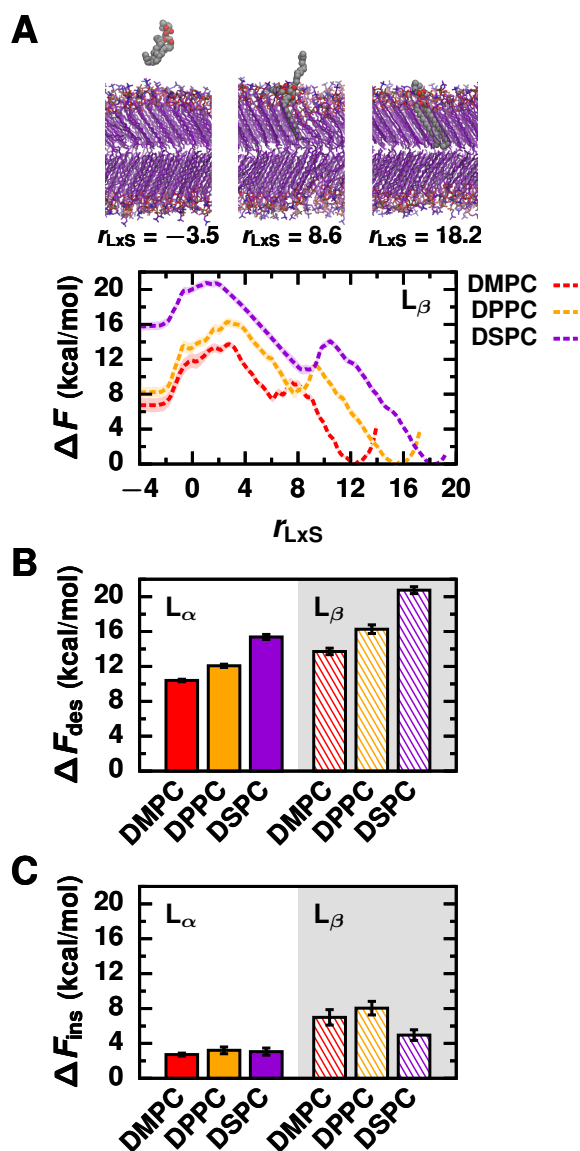 A
r_LxS = −3.5 r_LxS = 8.6 r_LxS = 18.2
ΔF (kcal/mol)
20
16
12
8
4
0
L_β
DMPC
DPPC
DSPC
−4 0 4 8 12 16 20
r_LxS
B
ΔF_des (kcal/mol)
20
16
12
8
4
0
L_α L_β
DMPC DPPC DSPC DMPC DPPC DSPC
C
ΔF_ins (kcal/mol)
20
16
12
8
4
0
L_α L_β
DMPC DPPC DSPC DMPC DPPC DSPC